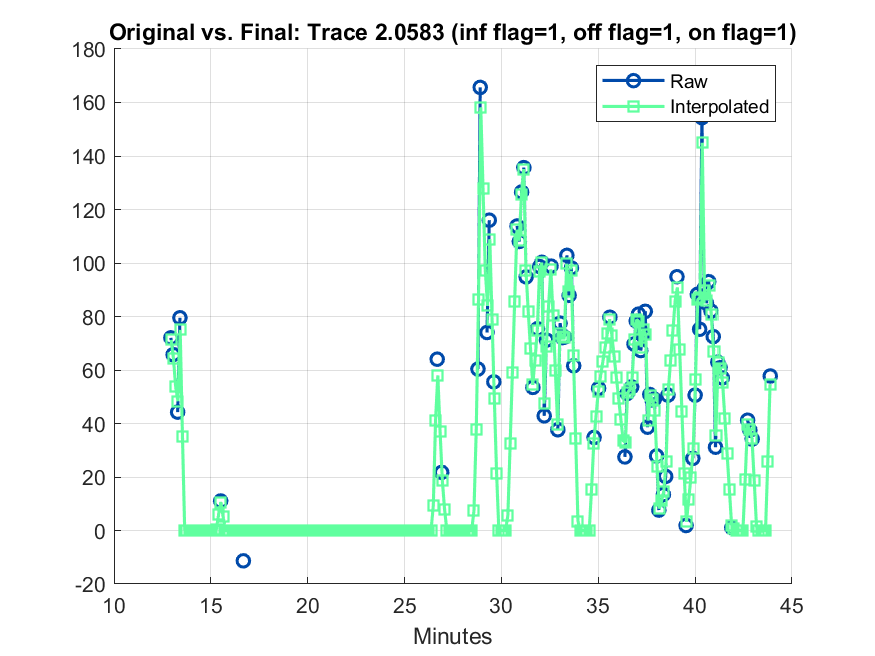 Original vs. Final: Trace 2.0583 (inf flag=1, off flag=1, on flag=1)
180
160
140
120
100
80
60
40
20
0
-20
Raw
Interpolated
10 15 20 25 30 35 40 45
Minutes